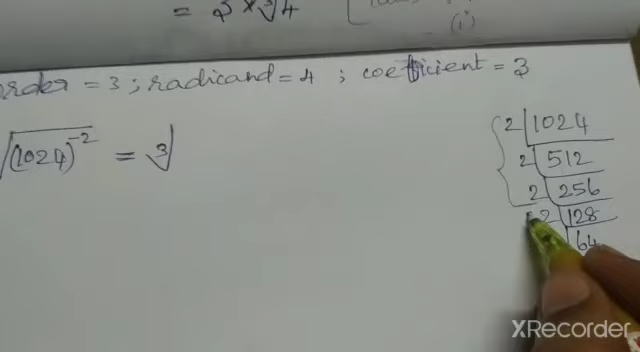 = 3 × ∛4
(i)
order = 3 ; radicand = 4 ; coefficient = 3
√(1024)⁻² = ∛
2 | 1024
2 | 512
2 | 256
2 | 128
64
XRecorder